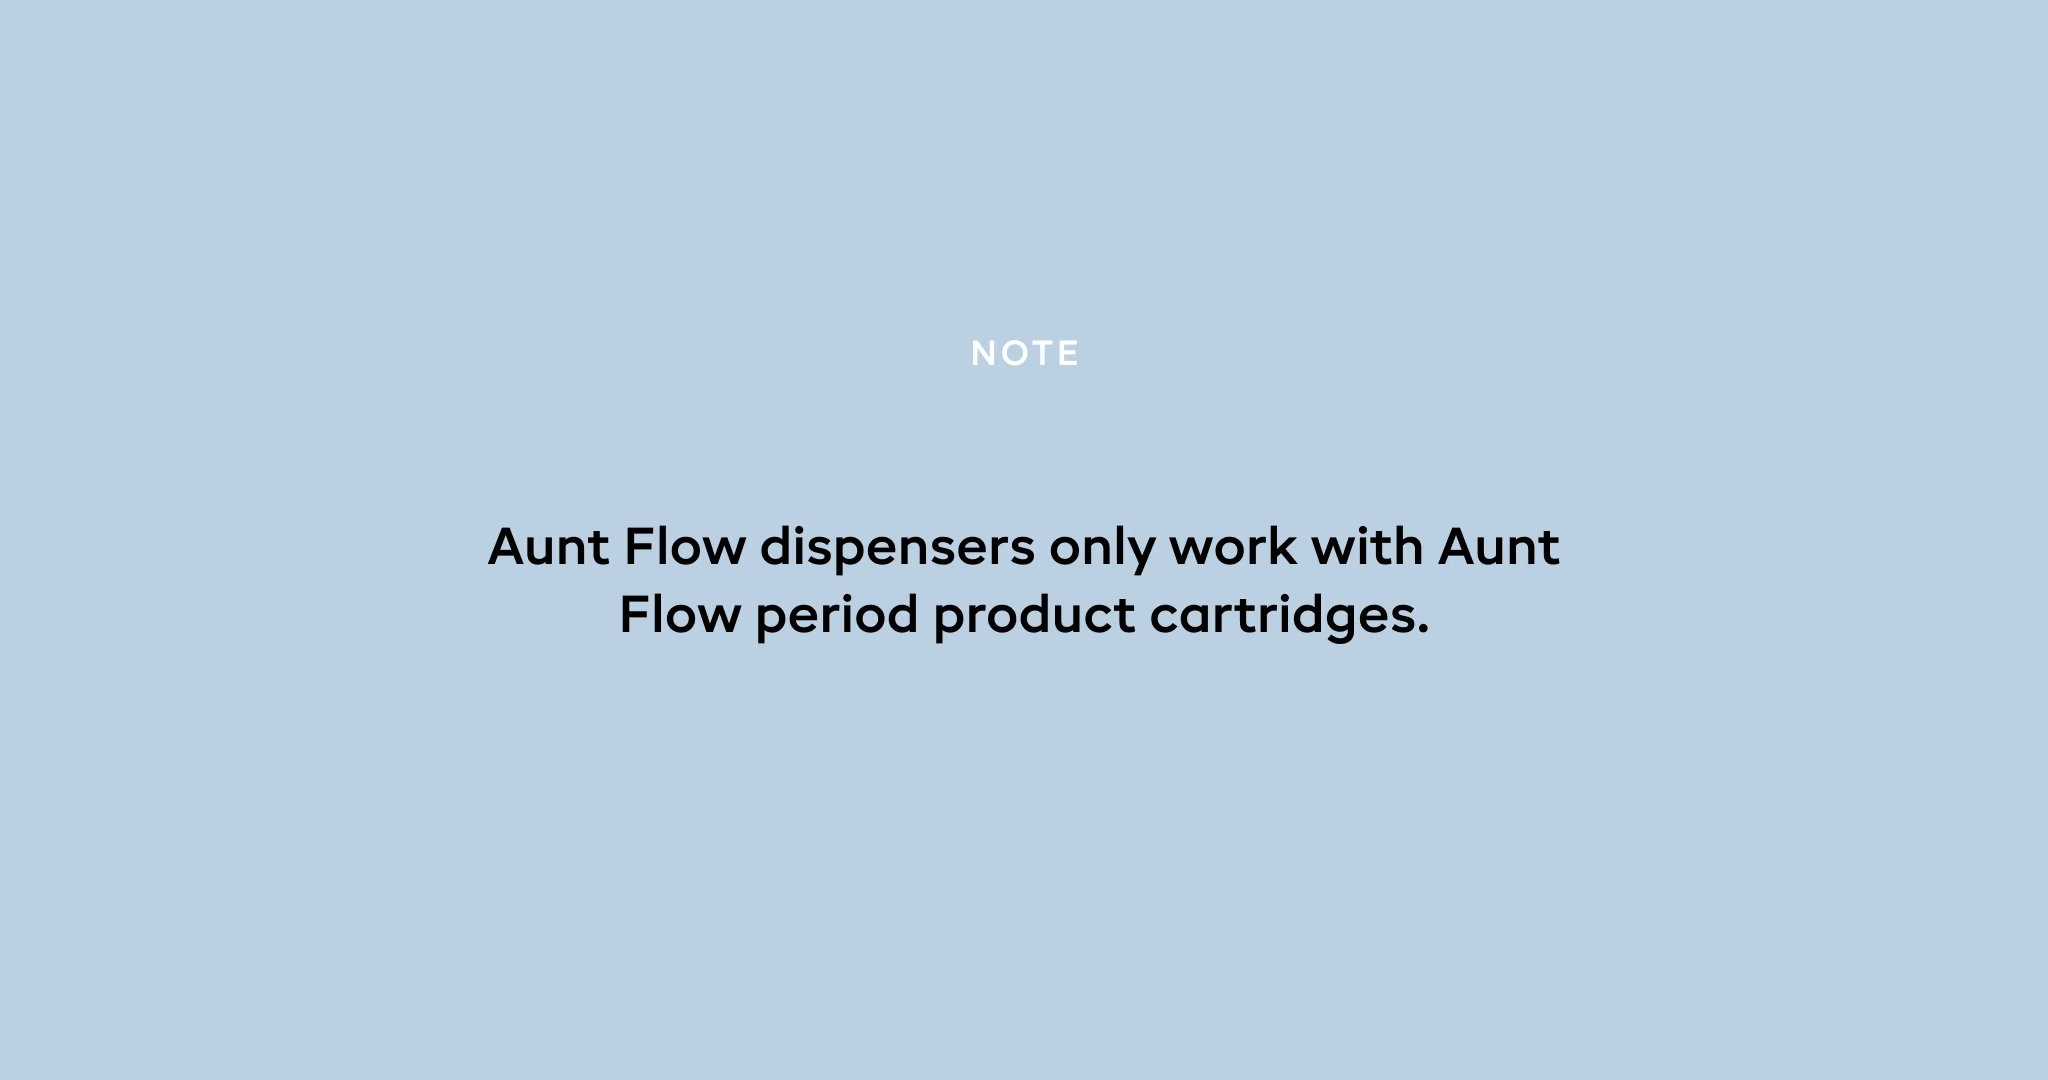 NOTE
Aunt Flow dispensers only work with Aunt
Flow period product cartridges.